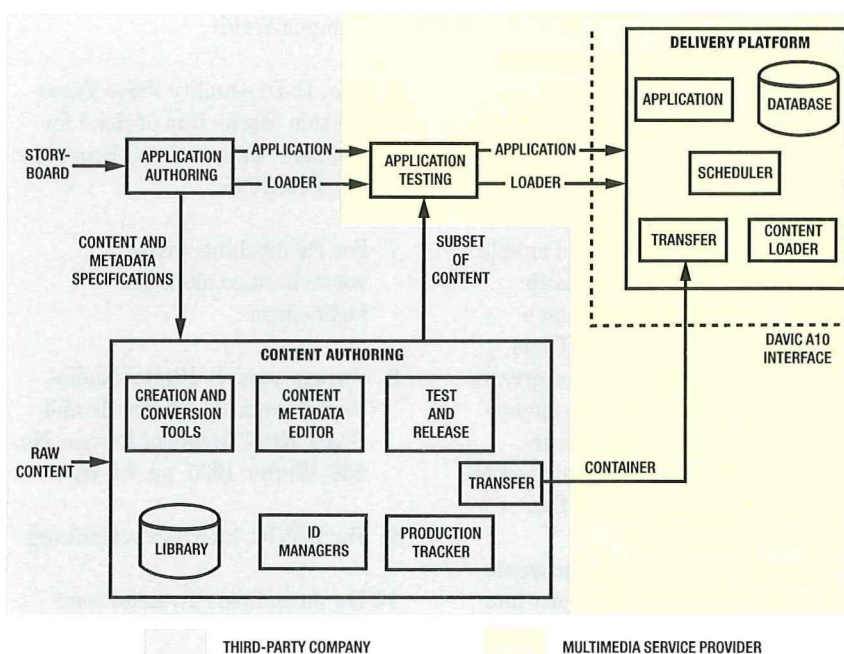 DELIVERY PLATFORM
APPLICATION
DATABASE
SCHEDULER
TRANSFER
CONTENT
LOADER
DAVIC A10
INTERFACE
STORY-
BOARD
APPLICATION
AUTHORING
APPLICATION
LOADER
APPLICATION
TESTING
APPLICATION
LOADER
CONTENT AND
METADATA
SPECIFICATIONS
SUBSET
OF
CONTENT
CONTENT AUTHORING
CREATION AND
CONVERSION
TOOLS
CONTENT
METADATA
EDITOR
TEST
AND
RELEASE
RAW
CONTENT
TRANSFER
CONTAINER
LIBRARY
ID
MANAGERS
PRODUCTION
TRACKER
THIRD-PARTY COMPANY
MULTIMEDIA SERVICE PROVIDER